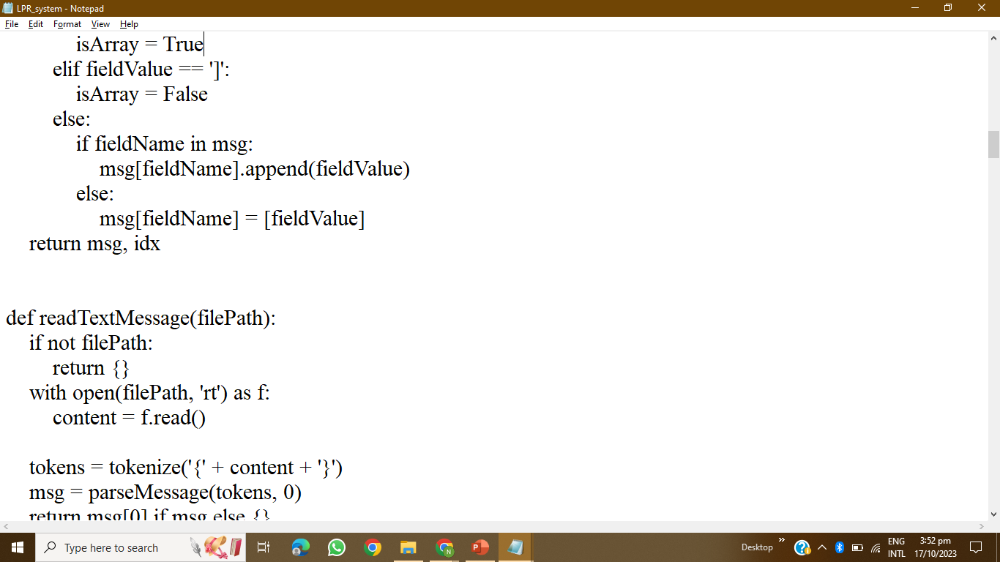 LPR_system - Notepad
File Edit Format View Help
isArray = True
elif fieldValue == ']':
isArray = False
else:
if fieldName in msg:
msg[fieldName].append(fieldValue)
else:
msg[fieldName] = [fieldValue]
return msg, idx
def readTextMessage(filePath):
if not filePath:
return {}
with open(filePath, 'rt') as f:
content = f.read()
tokens = tokenize('{' + content + '}')
msg = parseMessage(tokens, 0)
return msg[0] if msg else {}
Type here to search
N
P
Desktop
ENG
INTL
3:52 pm
17/10/2023